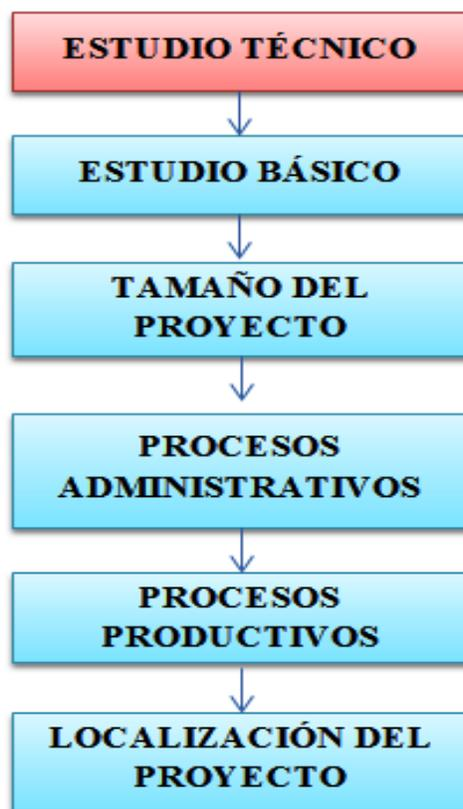 ESTUDIO TÉCNICO
ESTUDIO BÁSICO
TAMAÑO DEL
PROYECTO
PROCESOS
ADMINISTRATIVOS
PROCESOS
PRODUCTIVOS
LOCALIZACIÓN DEL
PROYECTO